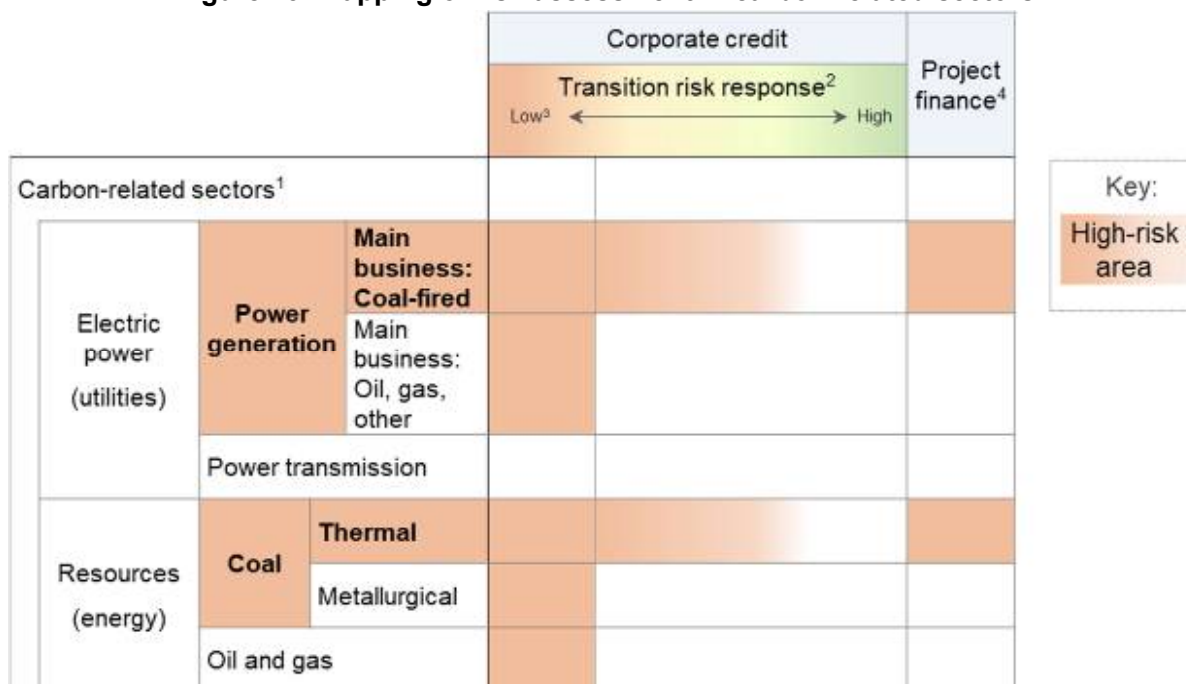 Corporate credit
Transition risk response²
Low³
High
Project
finance⁴
Carbon-related sectors¹
Key:
High-risk
area
Electric
power
(utilities)
Power
generation
Main
business:
Coal-fired
Main
business:
Oil, gas,
other
Power transmission
Resources
(energy)
Coal
Thermal
Metallurgical
Oil and gas